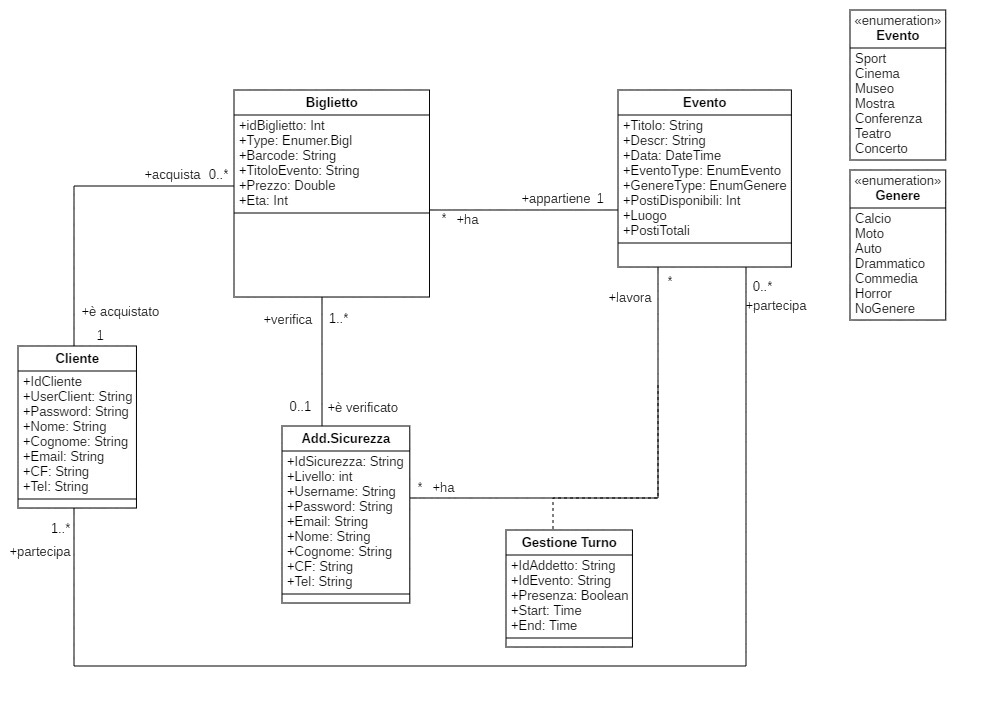 «enumeration»
Evento
Sport
Cinema
Museo
Mostra
Conferenza
Teatro
Concerto
Biglietto
+idBiglietto: Int
+Type: Enumer.Bigl
+Barcode: String
+TitoloEvento: String
+Prezzo: Double
+Eta: Int
Evento
+Titolo: String
+Descr: String
+Data: DateTime
+EventoType: EnumEvento
+GenereType: EnumGenere
+PostiDisponibili: Int
+Luogo
+PostiTotali
«enumeration»
Genere
Calcio
Moto
Auto
Drammatico
Commedia
Horror
NoGenere
+acquista 0..*
+appartiene 1
* +ha
+è acquistato
1
+verifica 1..*
*
+lavora
0..*
+partecipa
Cliente
+IdCliente
+UserClient: String
+Password: String
+Nome: String
+Cognome: String
+Email: String
+CF: String
+Tel: String
0..1 +è verificato
Add.Sicurezza
+IdSicurezza: String
+Livello: int
+Username: String
+Password: String
+Email: String
+Nome: String
+Cognome: String
+CF: String
+Tel: String
* +ha
1..*
+partecipa
Gestione Turno
+IdAddetto: String
+IdEvento: String
+Presenza: Boolean
+Start: Time
+End: Time